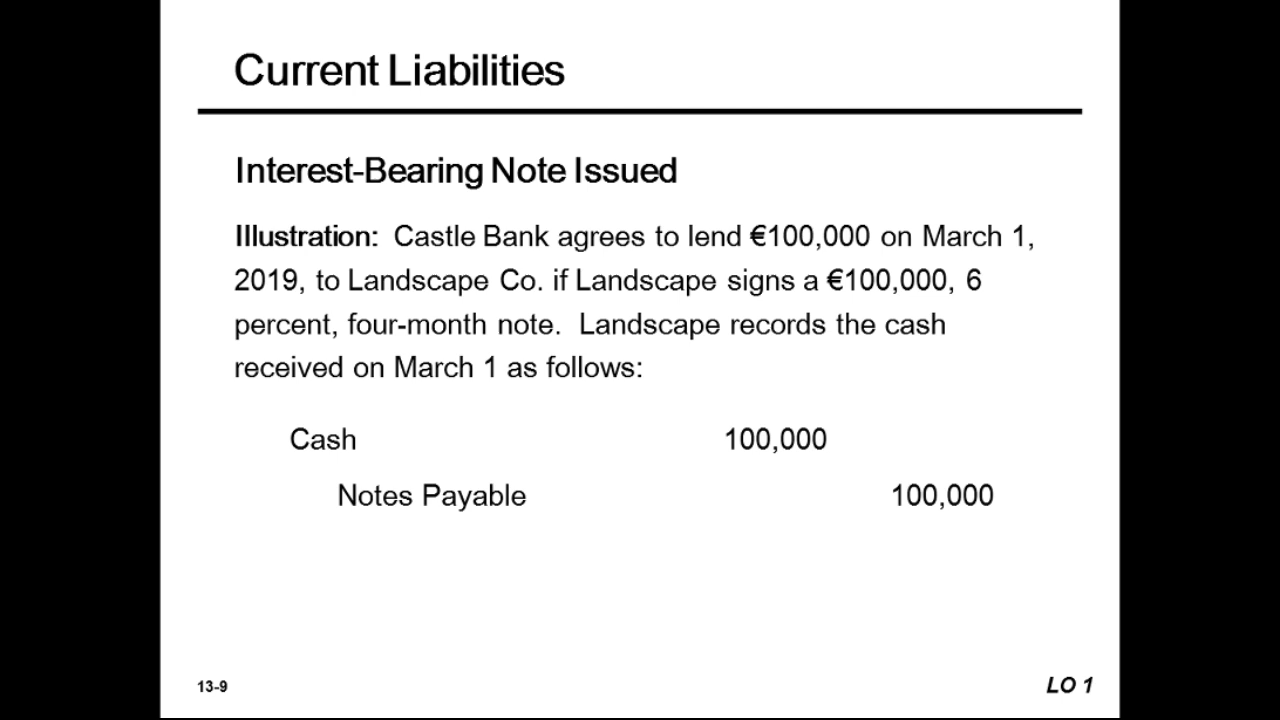 Current Liabilities
Interest-Bearing Note Issued
Illustration: Castle Bank agrees to lend €100,000 on March 1,
2019, to Landscape Co. if Landscape signs a €100,000, 6
percent, four-month note. Landscape records the cash
received on March 1 as follows:
Cash 100,000
Notes Payable 100,000
13-9 LO 1